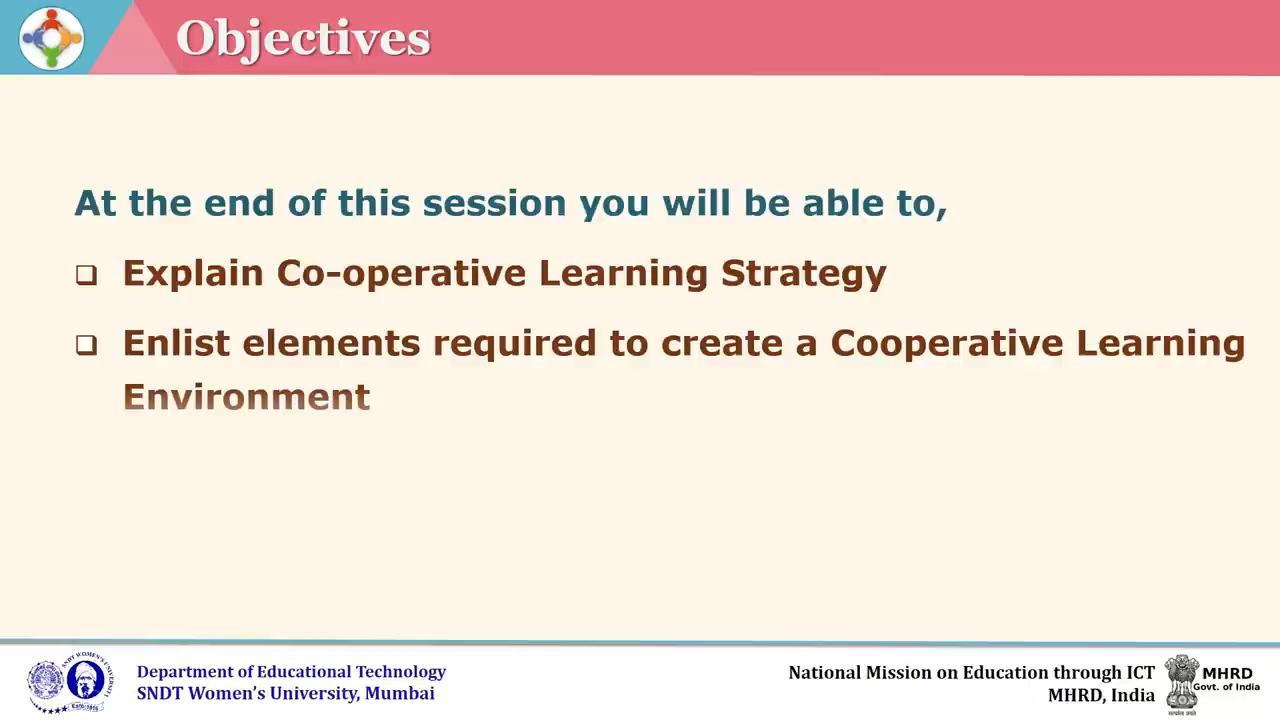 Objectives
At the end of this session you will be able to,
Explain Co-operative Learning Strategy
Enlist elements required to create a Cooperative Learning
Environment
Department of Educational Technology
SNDT Women's University, Mumbai
National Mission on Education through ICT
MHRD, India
MHRD
Govt. of India